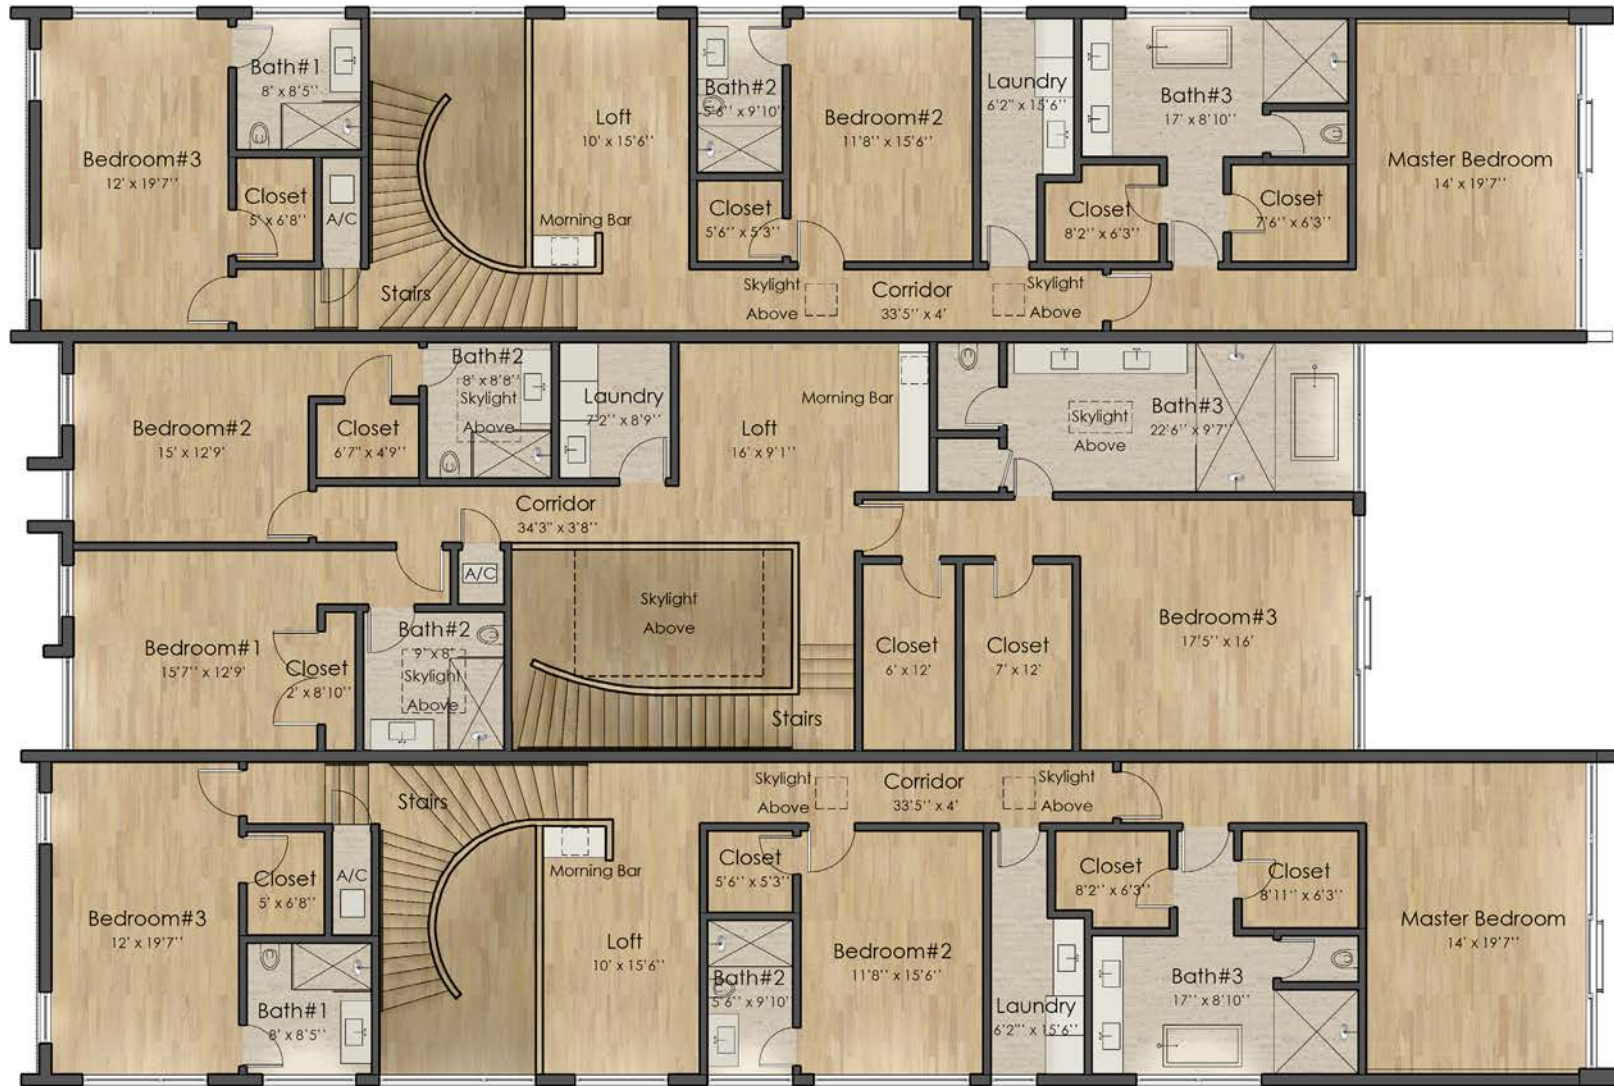 Bath#1
8' x 8'5''
Bedroom#3
12' x 19'7''
Closet
5' x 6'8''
A/C
Stairs
Loft
10' x 15'6''
Morning Bar
Bath#2
5'6'' x 9'10'
Closet
5'6'' x 5'3''
Bedroom#2
11'8'' x 15'6''
Skylight
Above
Corridor
33'5'' x 4'
Skylight
Above
Laundry
6'2'' x 15'6''
Bath#3
17' x 8'10''
Closet
8'2'' x 6'3''
Closet
7'6'' x 6'3''
Master Bedroom
14' x 19'7''
Bedroom#2
15' x 12'9'
Closet
6'7'' x 4'9''
Bath#2
8' x 8'8''
Skylight
Above
Laundry
7'2'' x 8'9''
Loft
16' x 9'1''
Morning Bar
Skylight
Above
Bath#3
22'6'' x 9'7''
Corridor
34'3'' x 3'8''
A/C
Bedroom#1
15'7'' x 12'9'
Closet
2' x 8'10''
Bath#2
9' x 8'
Skylight
Above
Skylight
Above
Stairs
Closet
6' x 12'
Closet
7' x 12'
Bedroom#3
17'5'' x 16'
Stairs
Skylight
Above
Corridor
33'5'' x 4'
Skylight
Above
Bedroom#3
12' x 19'7''
Closet
5' x 6'8''
A/C
Bath#1
8' x 8'5''
Morning Bar
Loft
10' x 15'6''
Closet
5'6'' x 5'3''
Bath#2
5'6'' x 9'10'
Bedroom#2
11'8'' x 15'6''
Laundry
6'2''' x 15'6''
Closet
8'2'' x 6'3''
Closet
8'11'' x 6'3''
Bath#3
17'' x 8'10''
Master Bedroom
14' x 19'7''